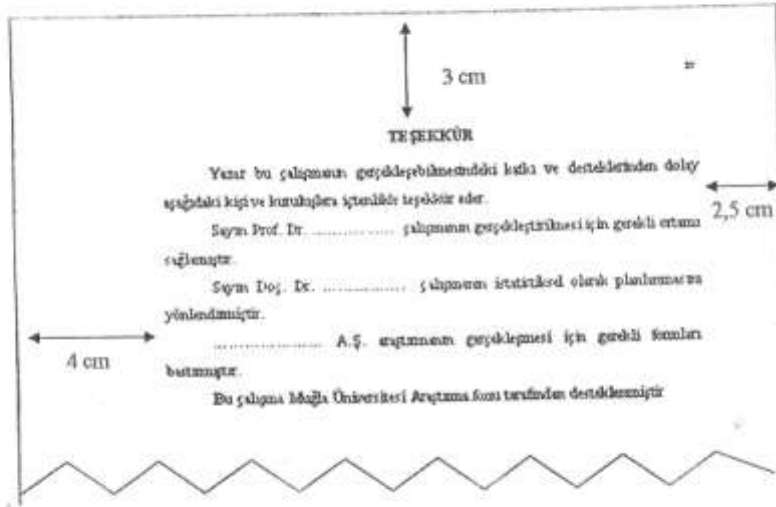 3 cm
TEŞEKKÜR
Yazar bu çalışmanın gerçekleşebilmesindeki katkı ve desteklerinden dolayı
2,5 cm
aşağıdaki kişi ve kuruluşlara içtenlikle teşekkür eder.
Sayın Prof. Dr. ................ çalışmanın gerçekleştirilmesi için gerekli ortamı
sağlamıştır.
Sayın Doç. Dr. ................ çalışmanın istatistiksel olarak planlanmasını
yönlendirmiştir.
4 cm
..................... A.Ş. araştırmanın gerçekleşmesi için gerekli formları
bastırmıştır.
Bu çalışma Muğla Üniversitesi Araştırma fonu tarafından desteklenmiştir